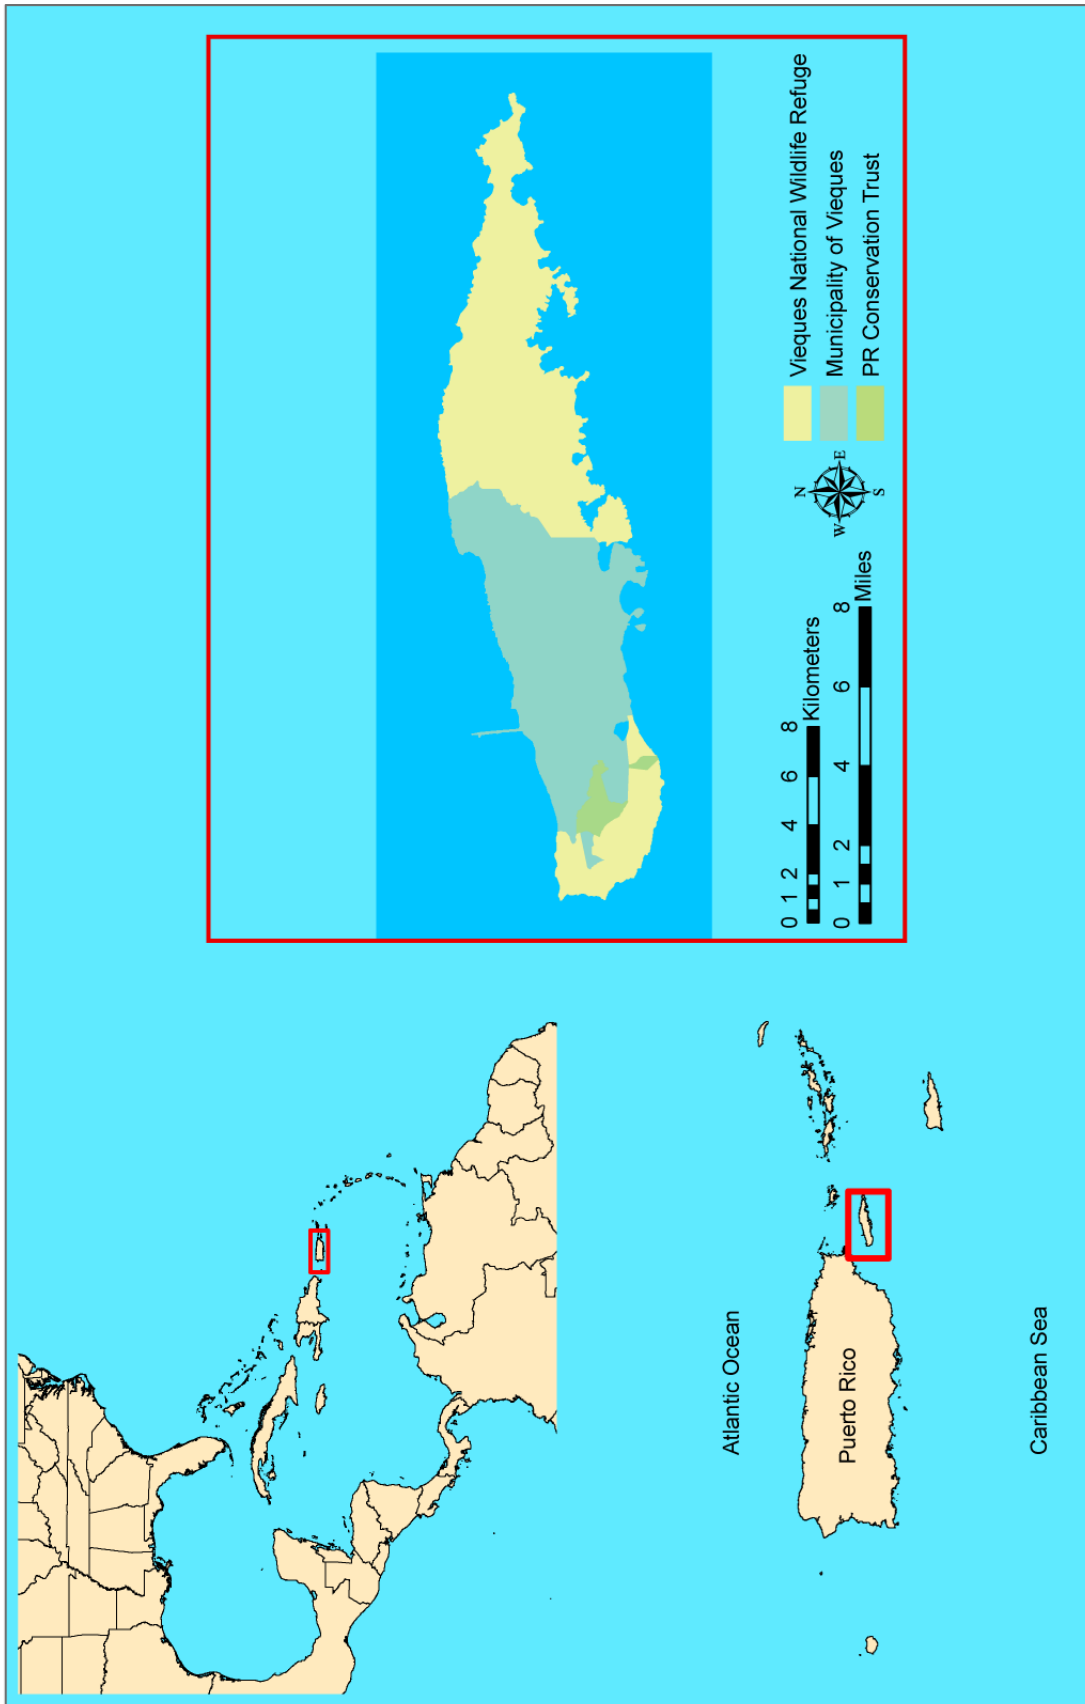 Atlantic Ocean
Puerto Rico
Caribbean Sea
Vieques National Wildlife Refuge
Municipality of Vieques
PR Conservation Trust
N
W E
S
0 1 2 4 6 8
Kilometers
0 1 2 4 6 8
Miles